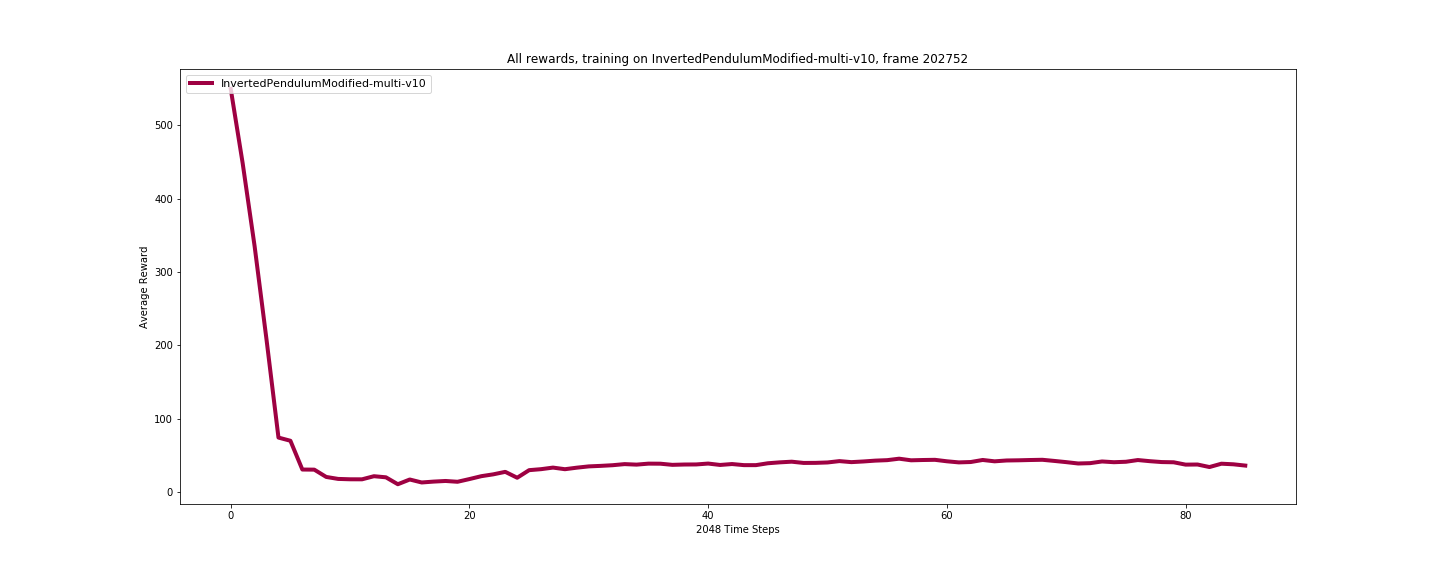 All rewards, training on InvertedPendulumModified-multi-v10, frame 202752
InvertedPendulumModified-multi-v10
500
400
300
200
100
0
Average Reward
0 20 40 60 80
2048 Time Steps